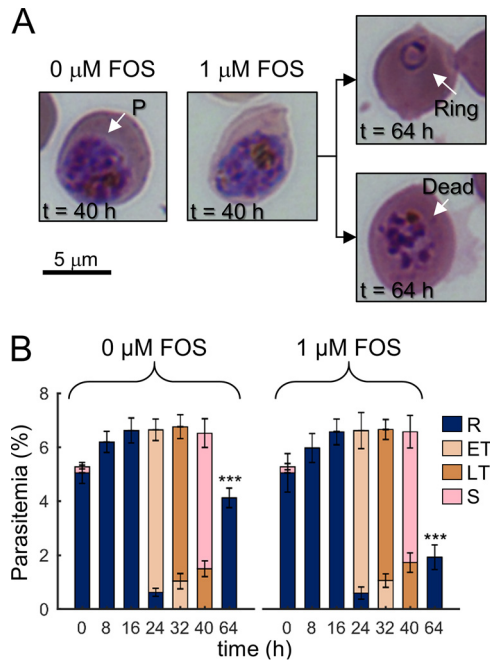 A
0 μM FOS
1 μM FOS
P
t = 40 h
t = 40 h
Ring
t = 64 h
Dead
t = 64 h
5 μm
B
0 μM FOS
1 μM FOS
Parasitemia (%)
8
6
4
2
0
***
***
R
ET
LT
S
0 8 16 24 32 40 64
0 8 16 24 32 40 64
time (h)